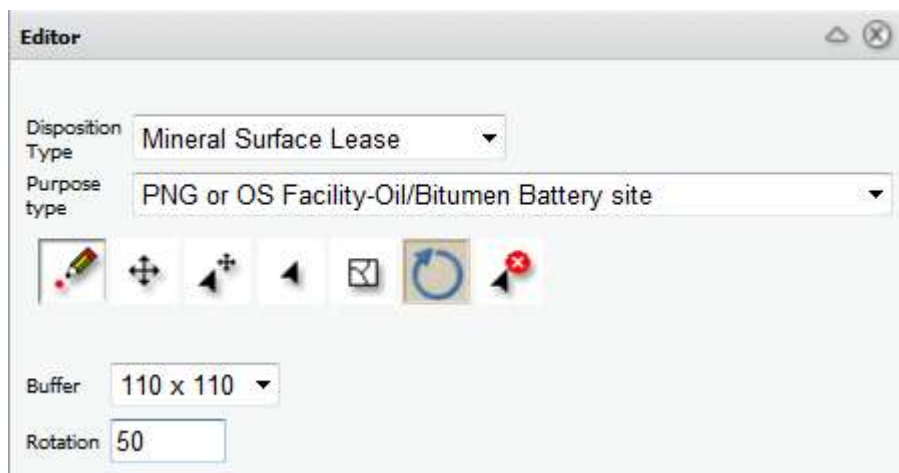 Editor
Disposition
Type
Mineral Surface Lease
Purpose
type
PNG or OS Facility-Oil/Bitumen Battery site
Buffer
110 x 110
Rotation
50